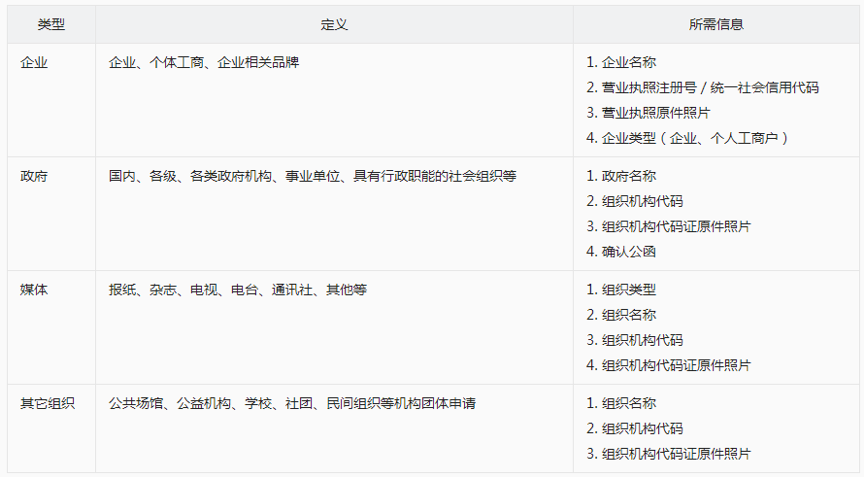 类型 定义 所需信息
企业 企业、个体工商、企业相关品牌 1. 企业名称
2. 营业执照注册号 / 统一社会信用代码
3. 营业执照原件照片
4. 企业类型（企业、个人工商户）
政府 国内、各级、各类政府机构、事业单位、具有行政职能的社会组织等 1. 政府名称
2. 组织机构代码
3. 组织机构代码证原件照片
4. 确认公函
媒体 报纸、杂志、电视、电台、通讯社、其他等 1. 组织类型
2. 组织名称
3. 组织机构代码
4. 组织机构代码证原件照片
其它组织 公共场馆、公益机构、学校、社团、民间组织等机构团体申请 1. 组织名称
2. 组织机构代码
3. 组织机构代码证原件照片